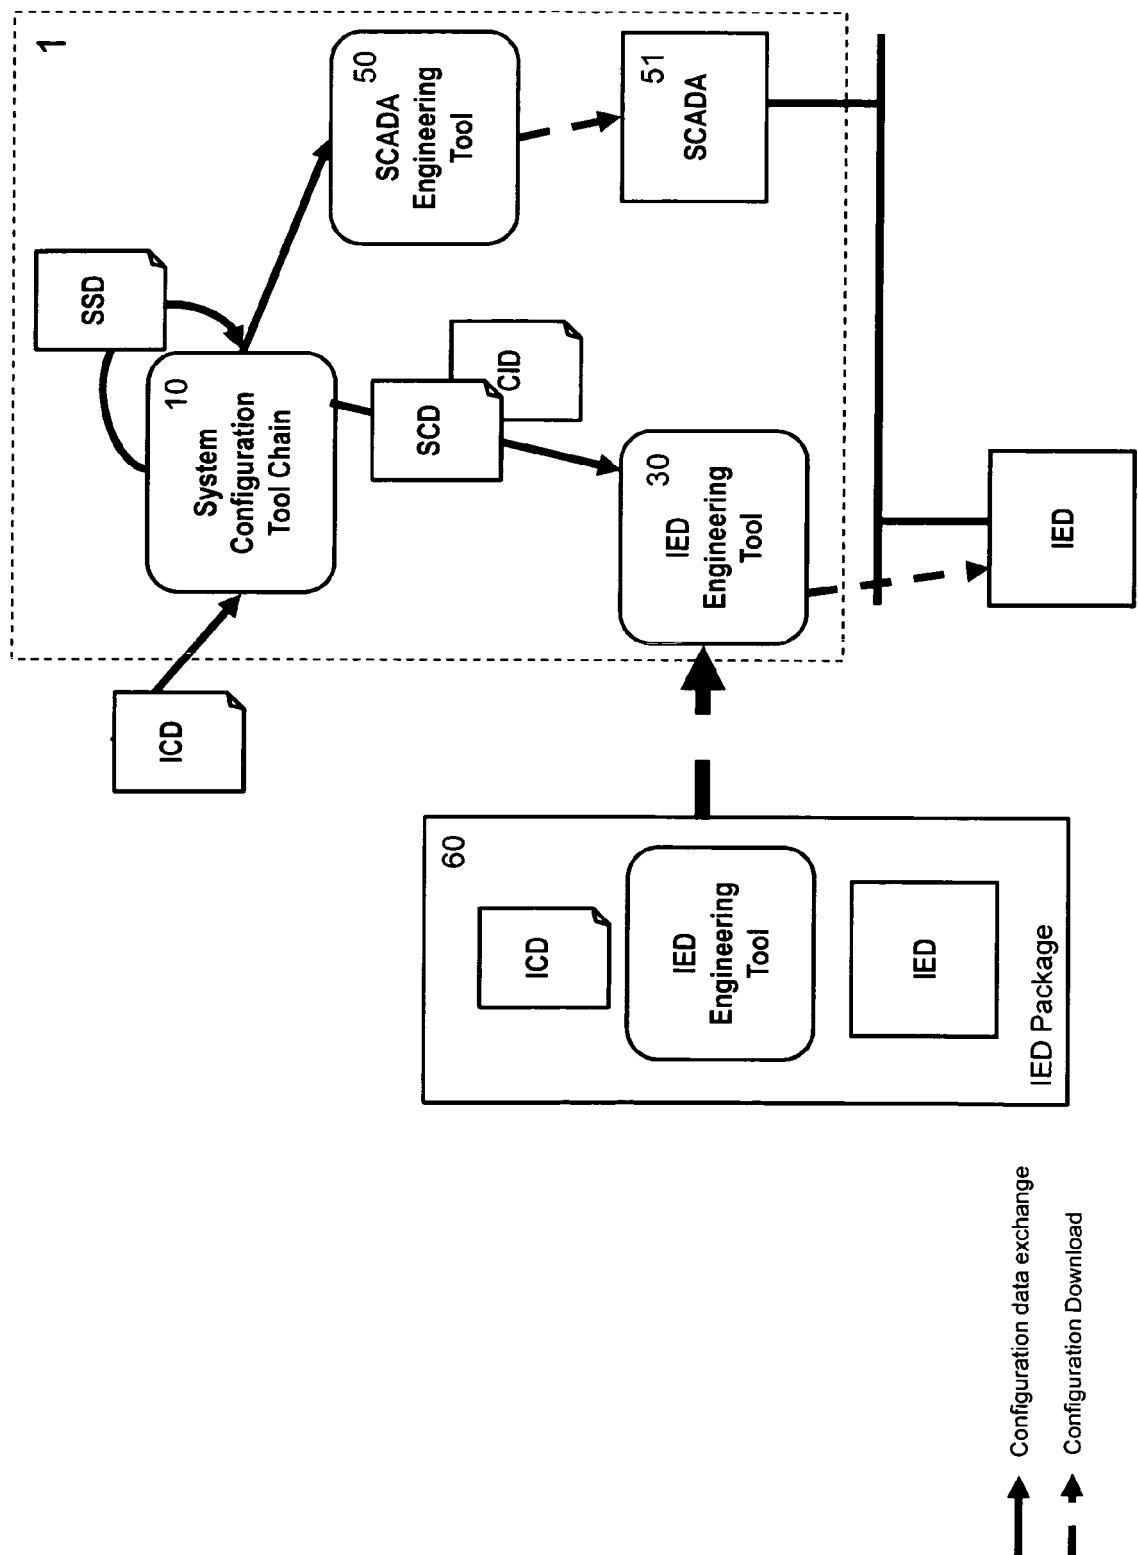 1
SSD
10
System
Configuration
Tool Chain
50
SCADA
Engineering
Tool
51
SCADA
SCD
CID
ICD
30
IED
Engineering
Tool
IED
60
ICD
IED
Engineering
Tool
IED
IED Package
Configuration data exchange
Configuration Download